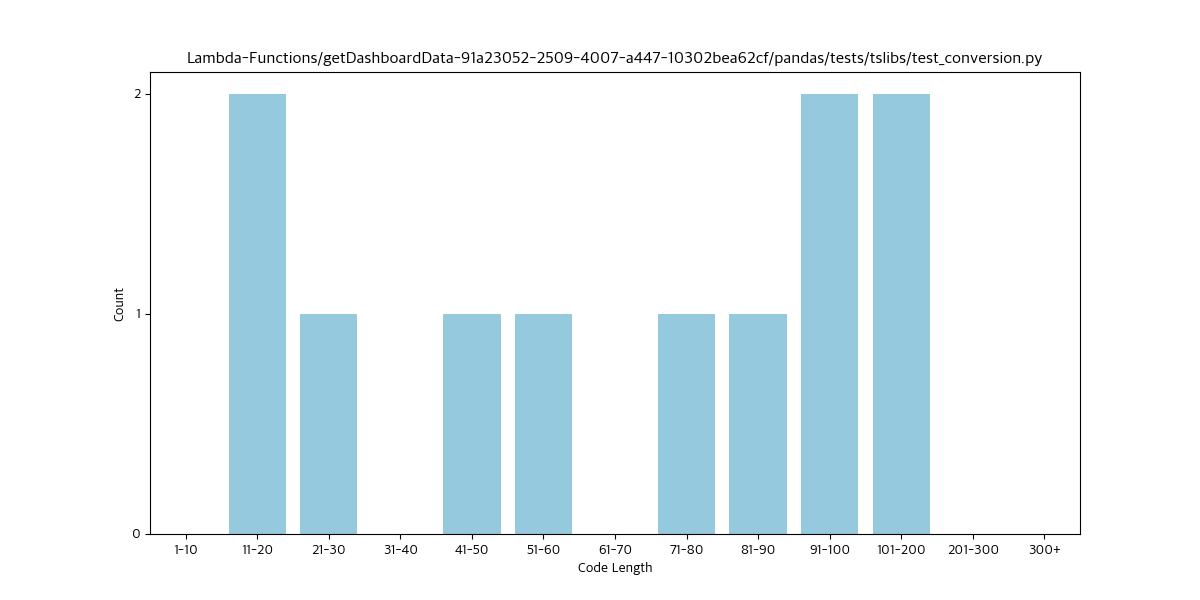 Lambda-Functions/getDashboardData-91a23052-2509-4007-a447-10302bea62cf/pandas/tests/tslibs/test_conversion.py
2
1
0
Count
1-10 11-20 21-30 31-40 41-50 51-60 61-70 71-80 81-90 91-100 101-200 201-300 300+
Code Length